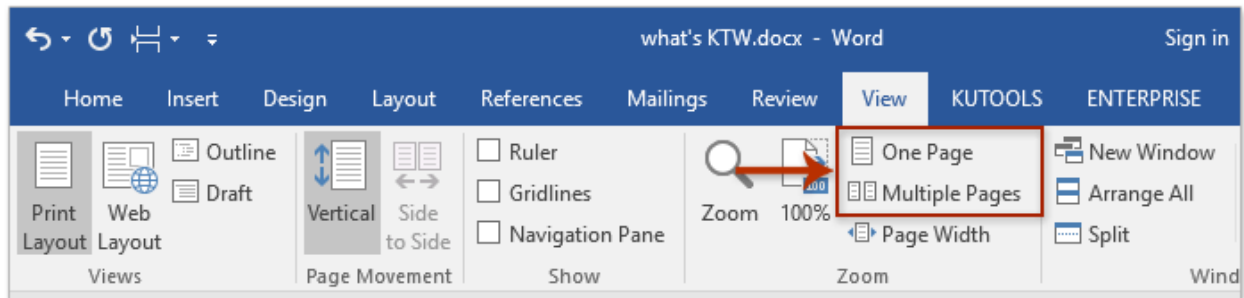 what's KTW.docx - Word Sign in
Home Insert Design Layout References Mailings Review View KUTOOLS ENTERPRISE
Print Layout
Web Layout
Outline
Draft
Views
Vertical
Side to Side
Page Movement
Ruler
Gridlines
Navigation Pane
Show
Zoom
100%
100
One Page
Multiple Pages
Page Width
Zoom
New Window
Arrange All
Split
Wind